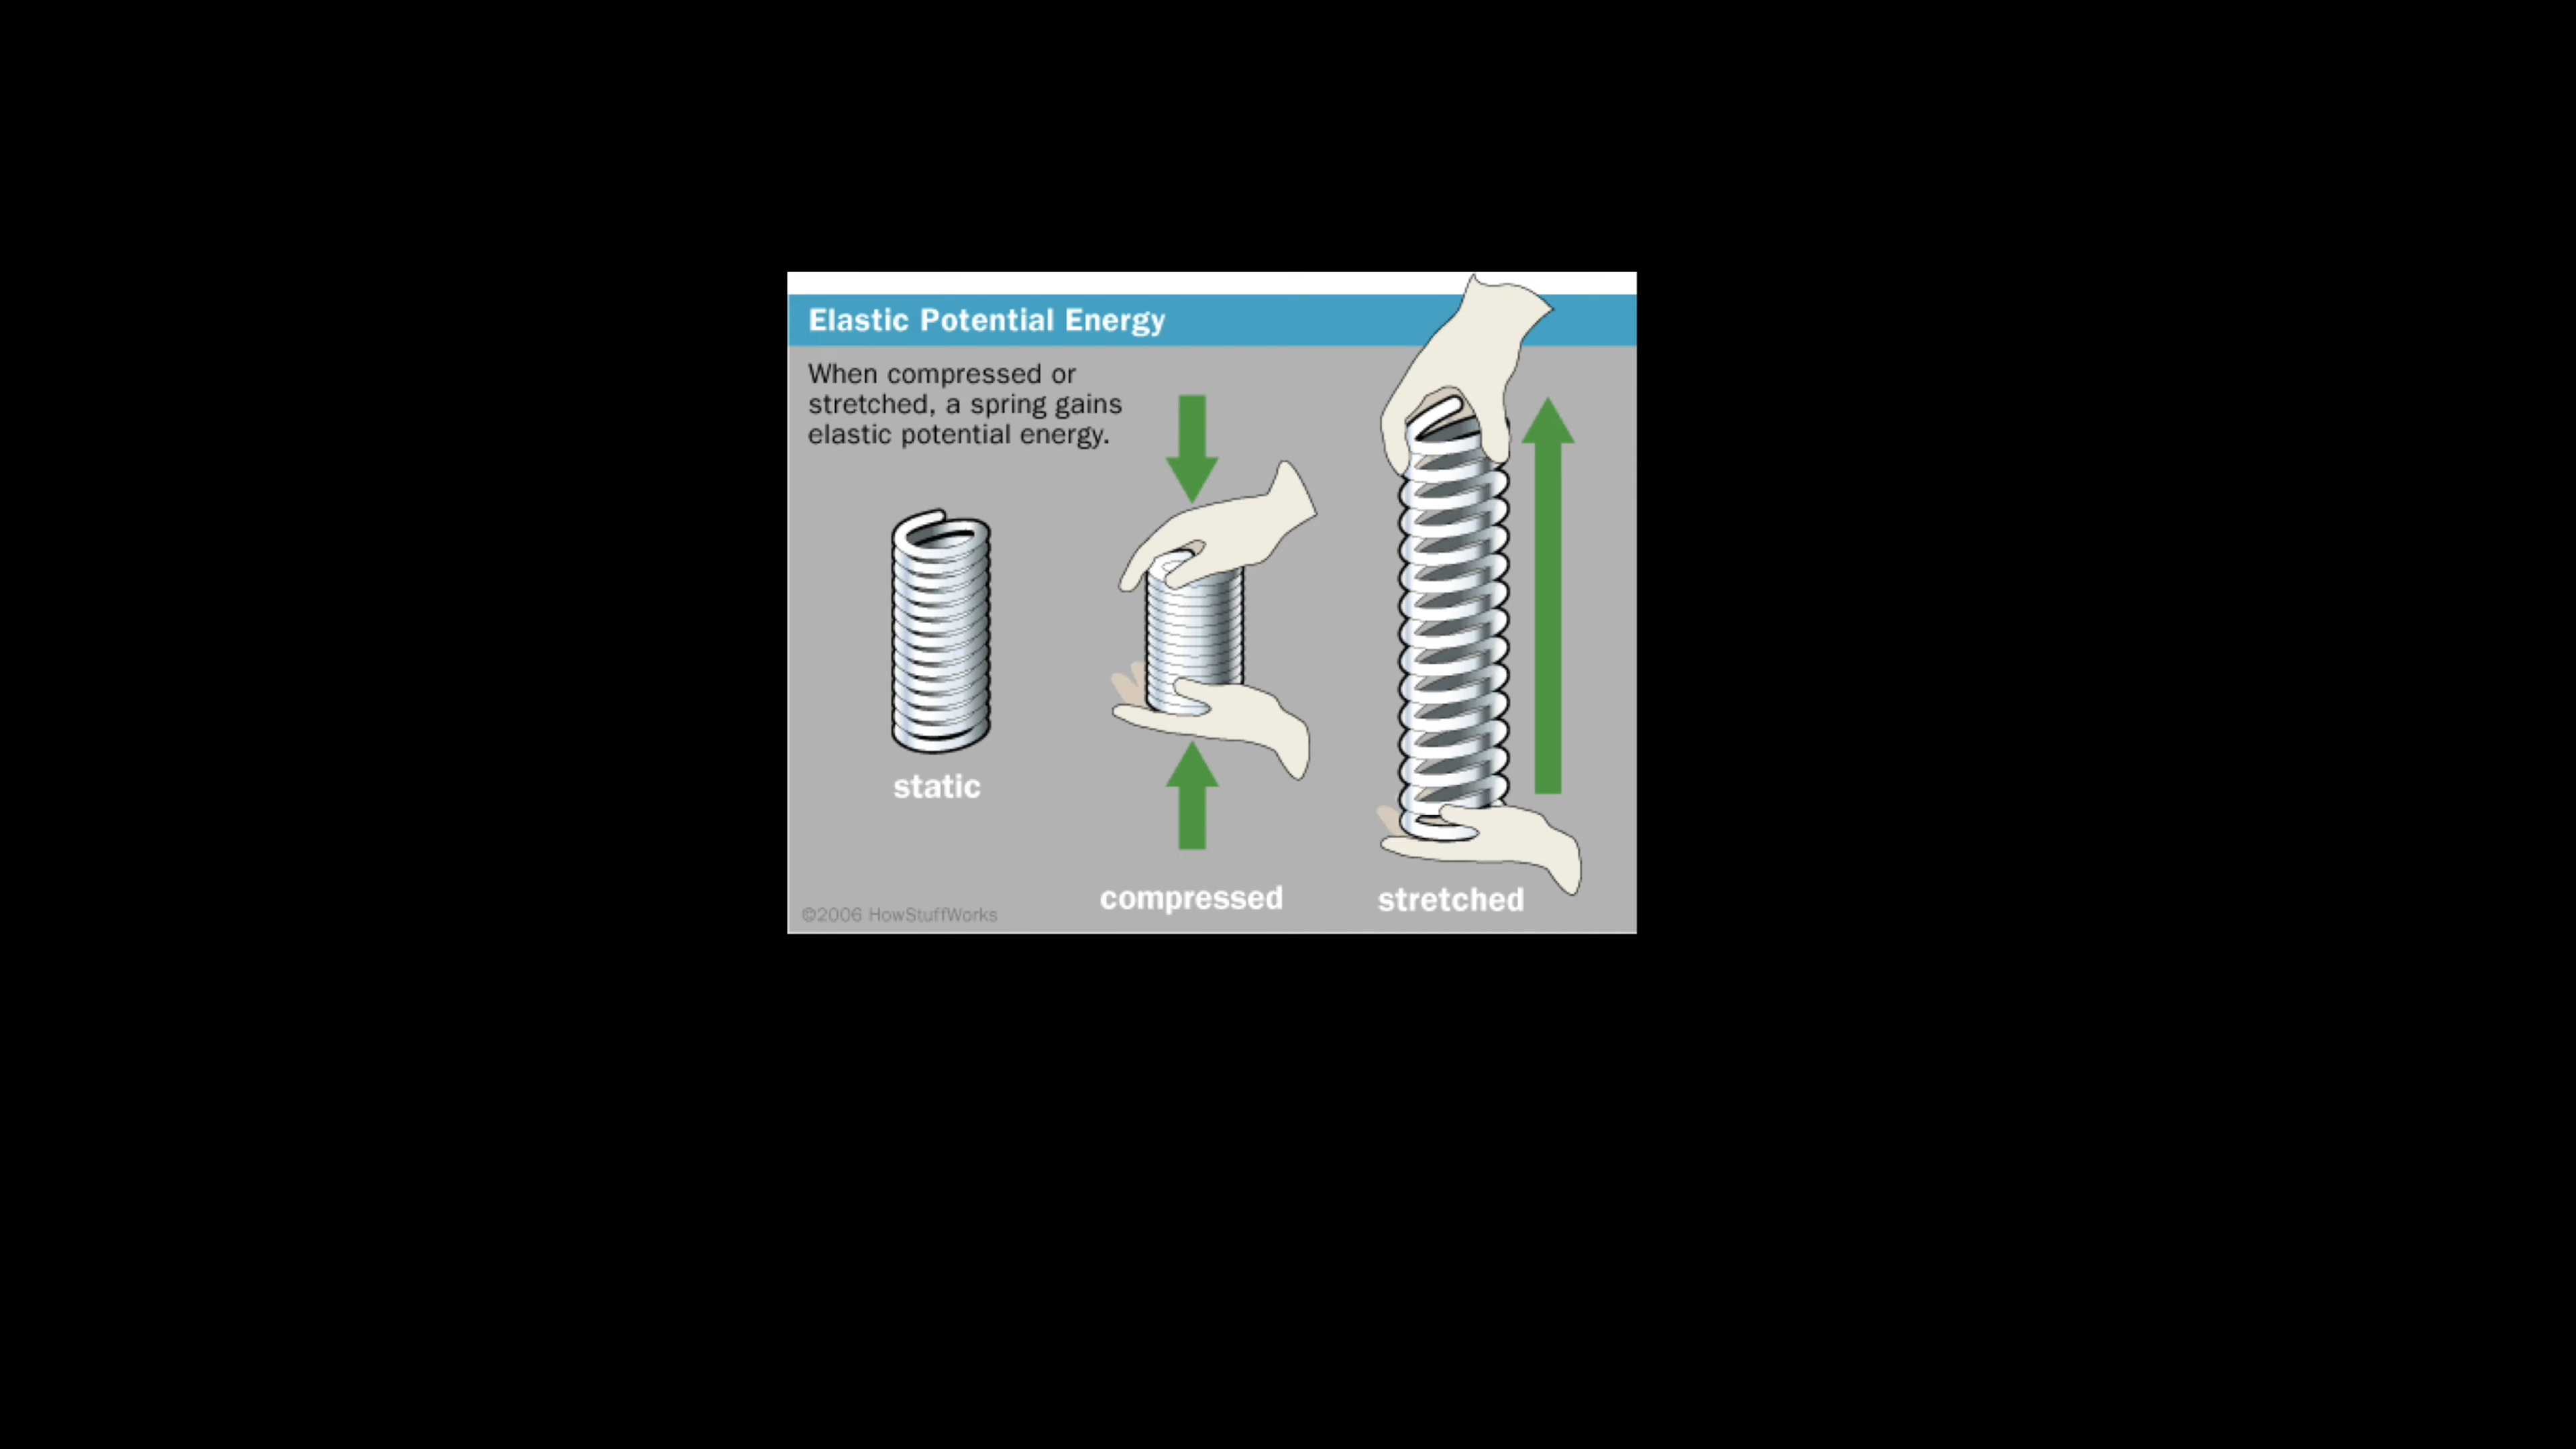 Elastic Potential Energy
When compressed or
stretched, a spring gains
elastic potential energy.
static
compressed
stretched
©2006 HowStuffWorks